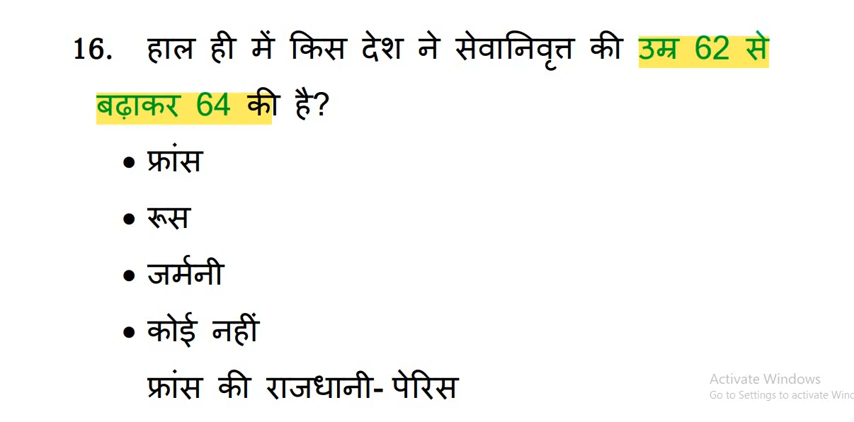 16. हाल ही में किस देश ने सेवानिवृत्त की उम्र 62 से
बढ़ाकर 64 की है?
• फ्रांस
• रूस
• जर्मनी
• कोई नहीं
फ्रांस की राजधानी- पेरिस
Activate Windows
Go to Settings to activate Winc